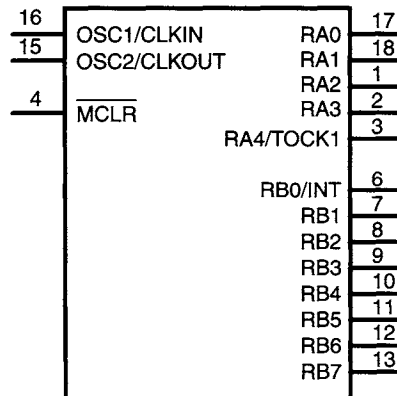 16 OSC1/CLKIN RA0 17
15 OSC2/CLKOUT RA1 18
RA2 1
4 MCLR RA3 2
RA4/TOCK1 3
RB0/INT 6
RB1 7
RB2 8
RB3 9
RB4 10
RB5 11
RB6 12
RB7 13